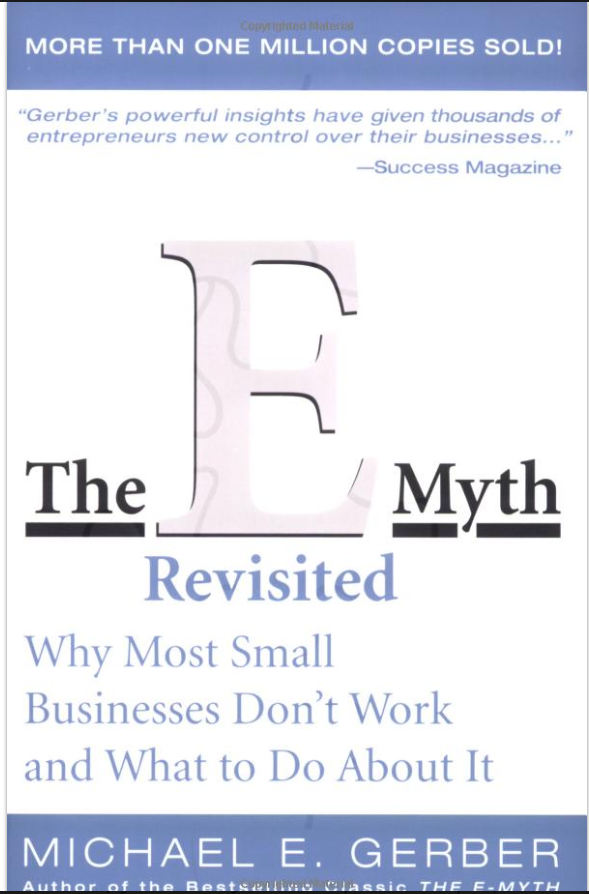 Copyrighted Material
MORE THAN ONE MILLION COPIES SOLD!
“Gerber’s powerful insights have given thousands of
entrepreneurs new control over their businesses...”
—Success Magazine
The E Myth
Revisited
Why Most Small
Businesses Don’t Work
and What to Do About It
MICHAEL E. GERBER
Author of the Bestselling Classic THE E-MYTH
Copyrighted Material